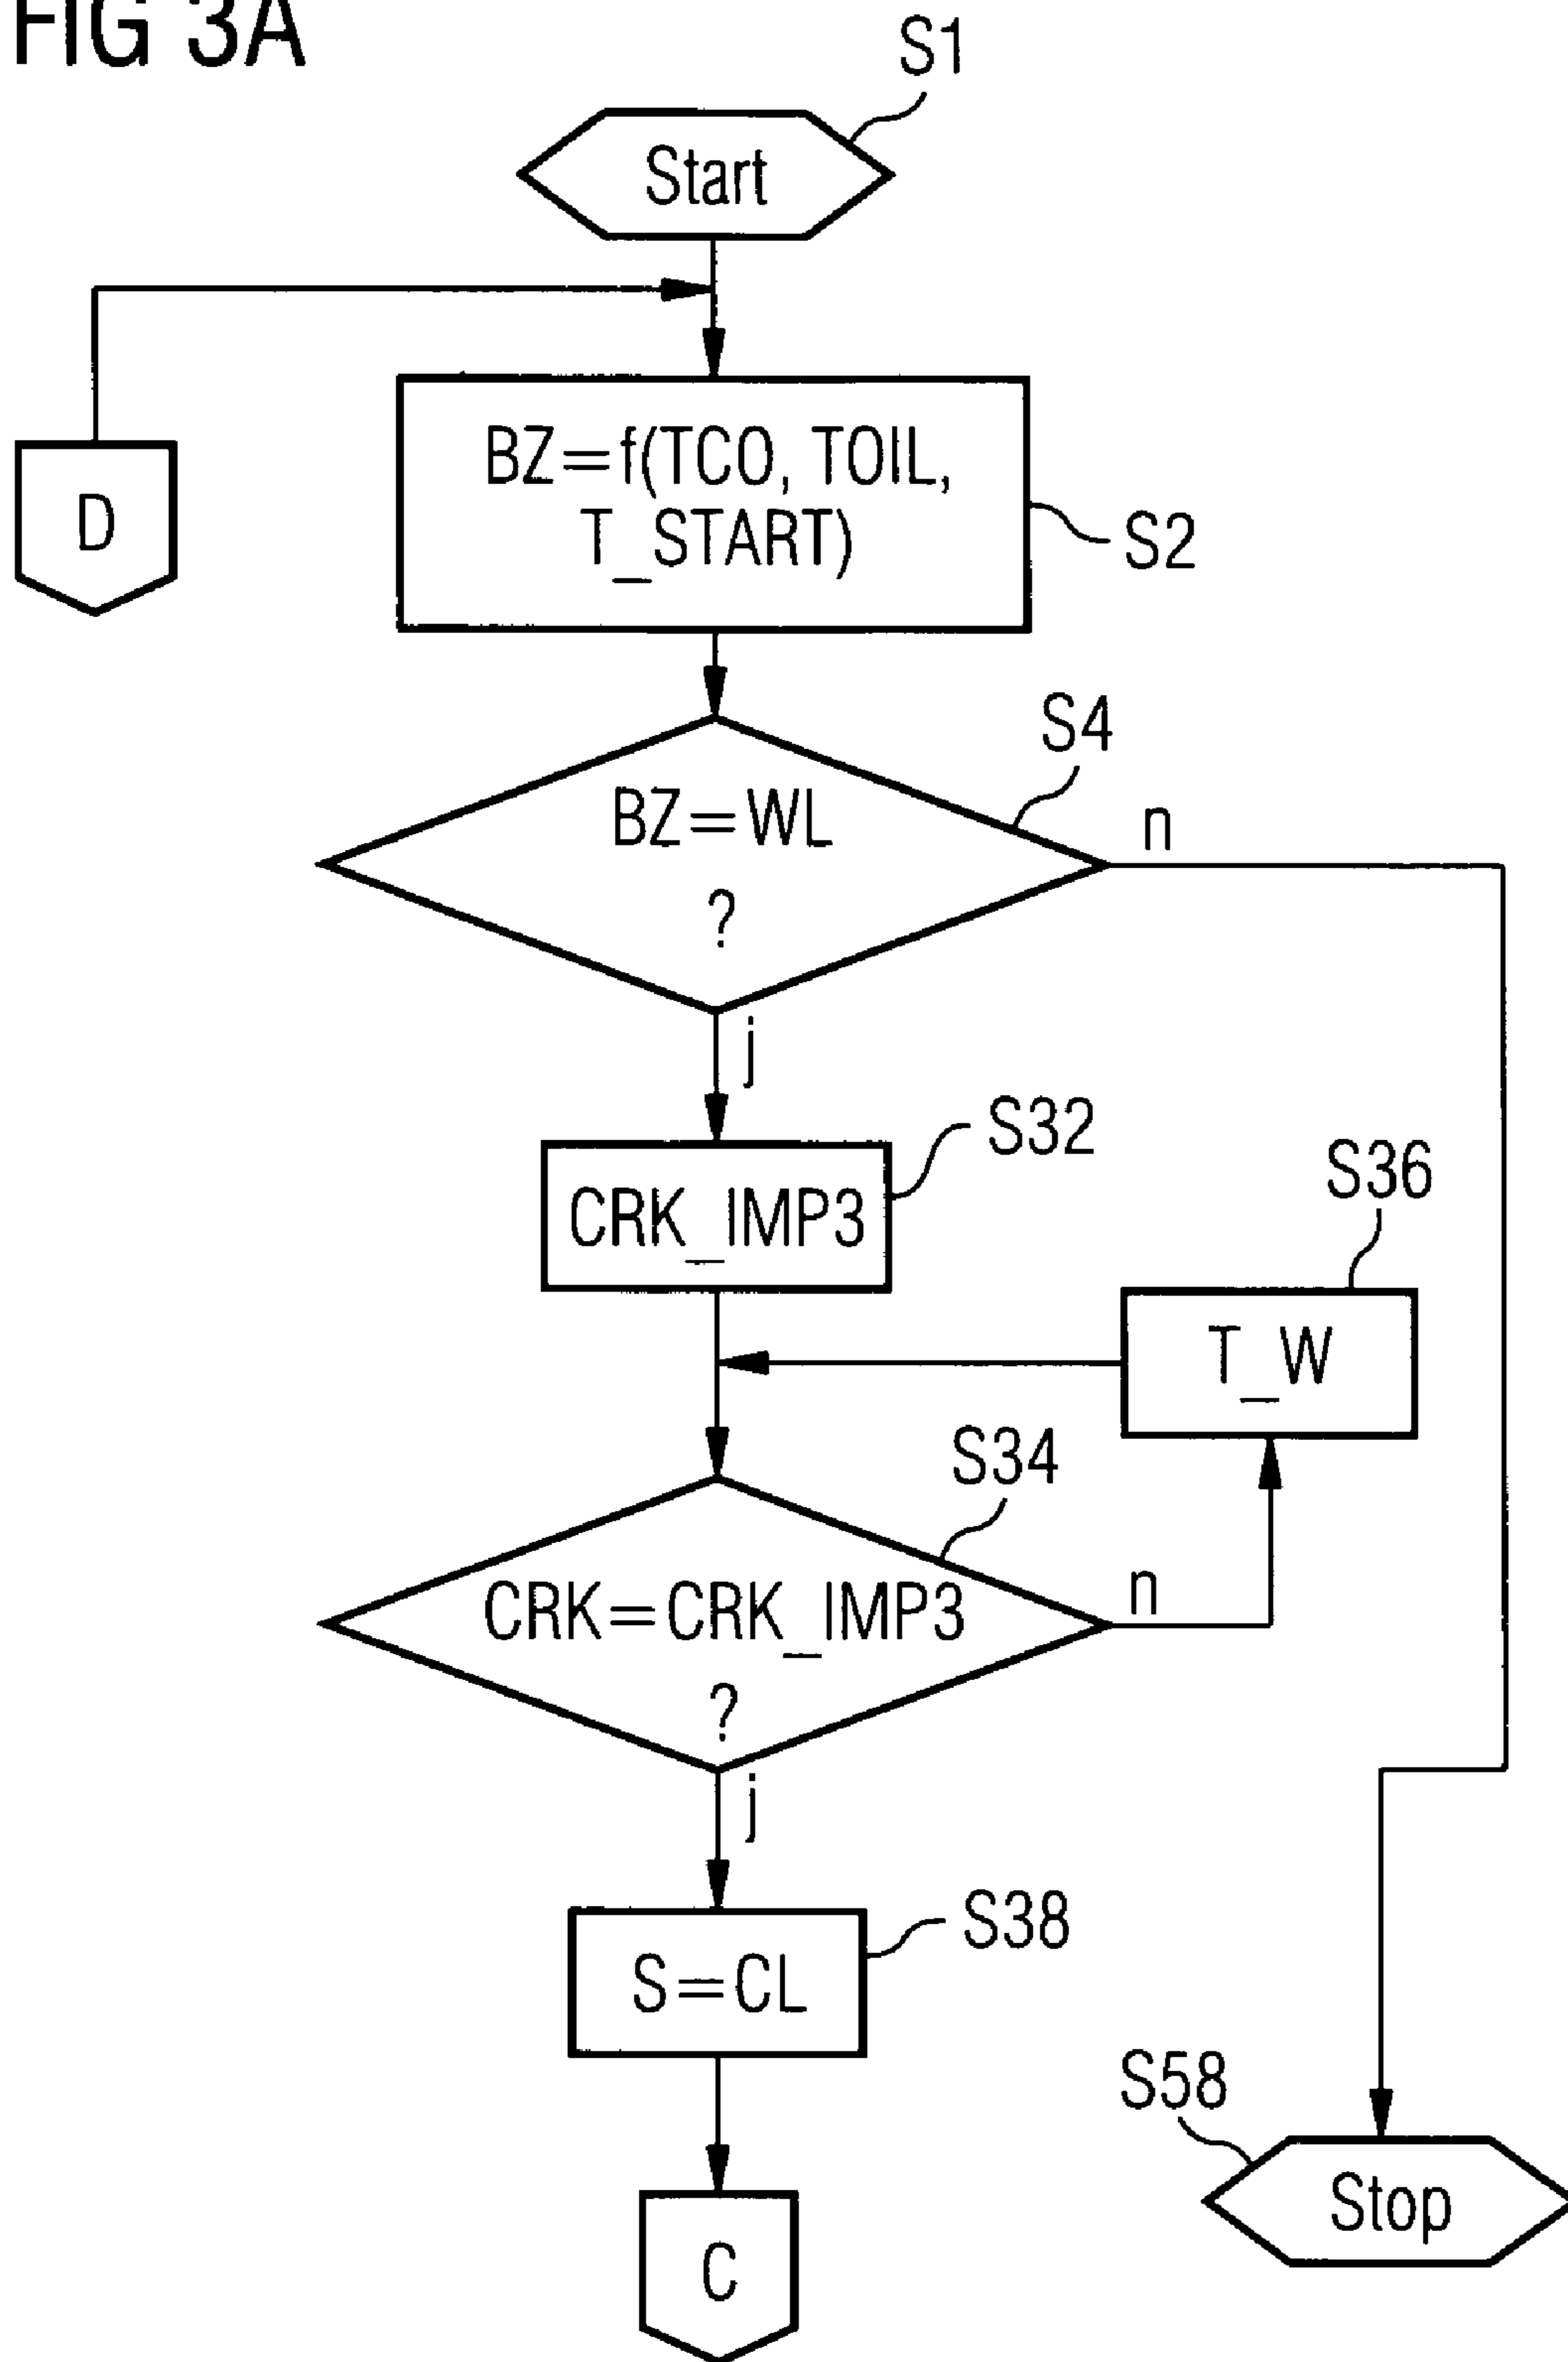 FIG 3A
S1
Start
D
BZ=f(TCO, TOIL,
T_START)
S2
S4
BZ=WL
?
n
j
S32
CRK_IMP3
S36
T_W
S34
CRK=CRK_IMP3
?
n
j
S38
S=CL
S58
Stop
C